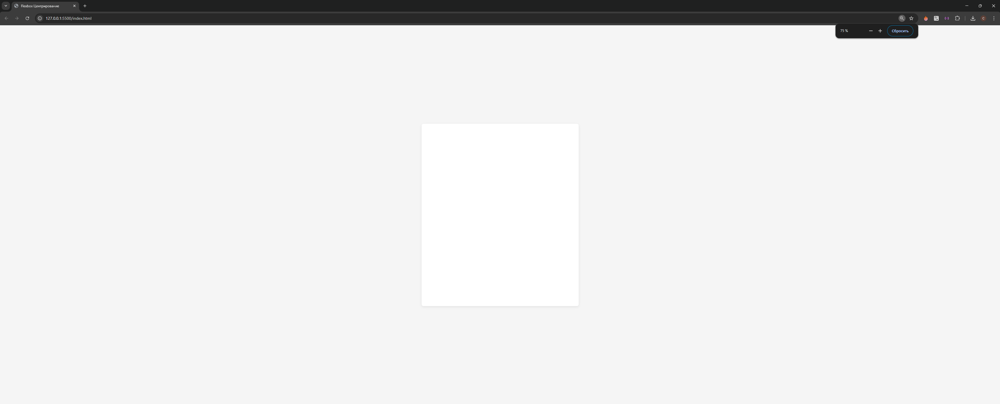 Flexbox Центрирование
127.0.0.1:5500/index.html
C
75 %
Сбросить